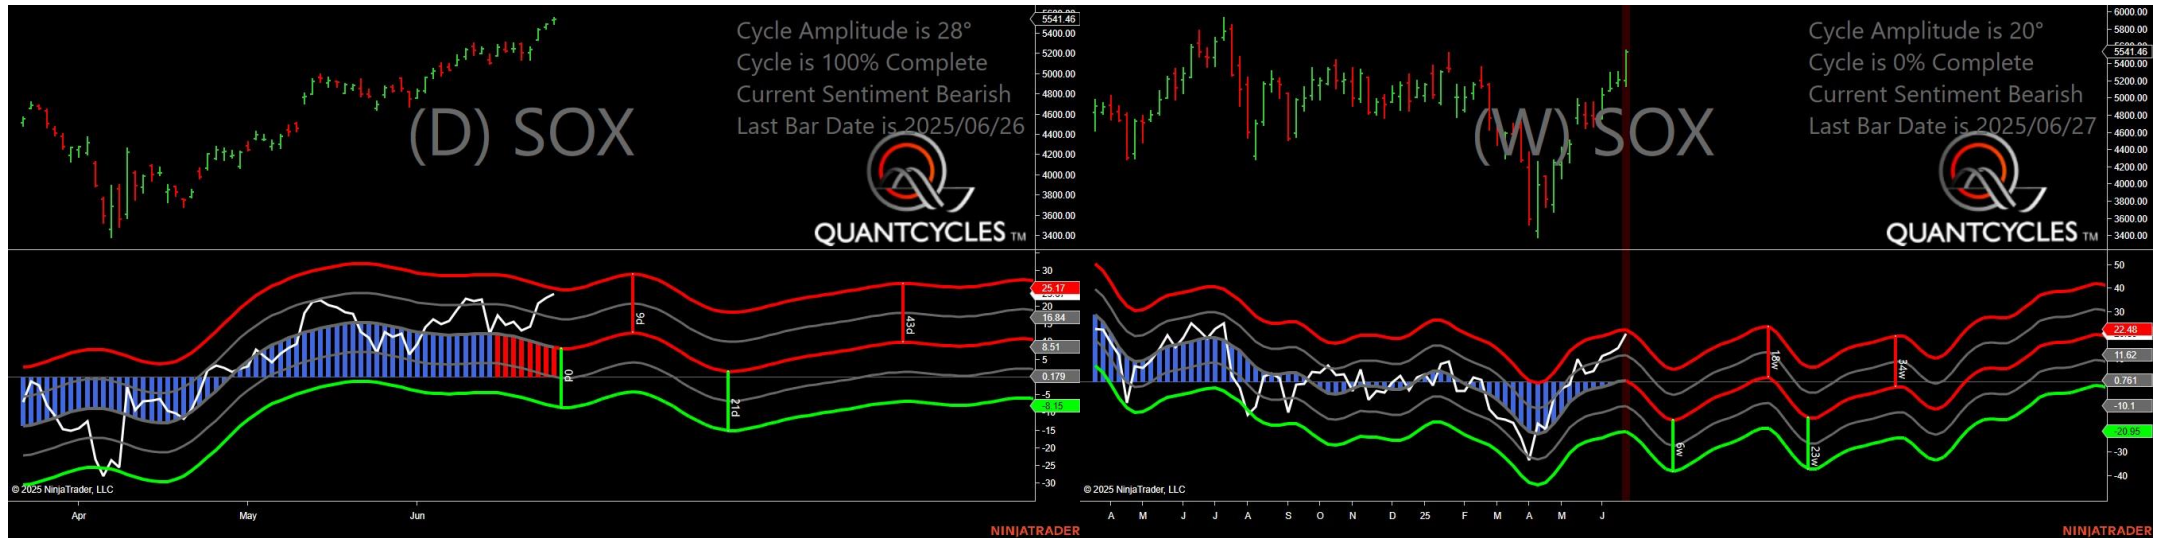 Cycle Amplitude is 28°
Cycle is 100% Complete
Current Sentiment Bearish
Last Bar Date is 2025/06/26
(D) SOX
QUANTCYCLES TM
5541.46
5400.00
5200.00
5000.00
4800.00
4600.00
4400.00
4200.00
4000.00
3800.00
3600.00
3400.00
30
25.17
20
16.84
8.51
5
0.179
-5
-8.15
-15
-20
-25
-30
0d
9d
21d
43d
© 2025 NinjaTrader, LLC
Apr
May
Jun
NINJATRADER
Cycle Amplitude is 20°
Cycle is 0% Complete
Current Sentiment Bearish
Last Bar Date is 2025/06/27
(W) SOX
QUANTCYCLES TM
6000.00
5800.00
5541.46
5400.00
5200.00
5000.00
4800.00
4600.00
4400.00
4200.00
4000.00
3800.00
3600.00
3400.00
50
40
30
22.48
11.62
0.761
-10.1
-20.95
-30
-40
6w
18w
23w
34w
© 2025 NinjaTrader, LLC
A M J J A S O N D 25 F M A M J
NINJATRADER